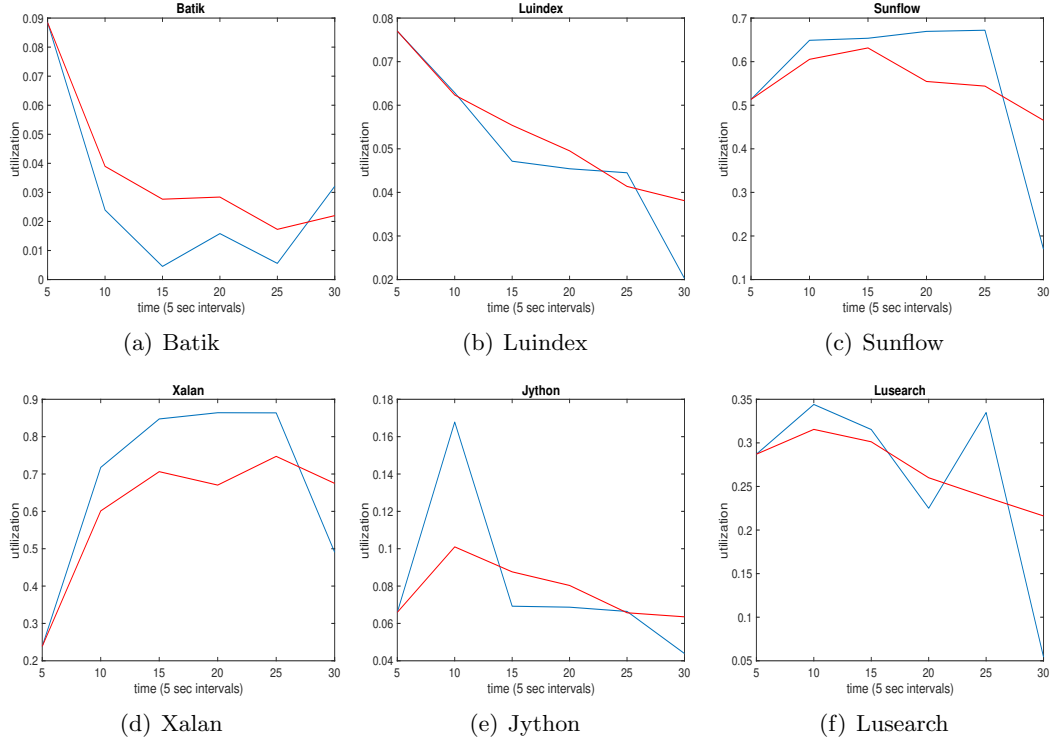 Batik
0.09
0.08
0.07
0.06
0.05
0.04
0.03
0.02
0.01
0
utilization
5 10 15 20 25 30
time (5 sec intervals)
(a) Batik
Luindex
0.08
0.07
0.06
0.05
0.04
0.03
0.02
utilization
5 10 15 20 25 30
time (5 sec intervals)
(b) Luindex
Sunflow
0.7
0.6
0.5
0.4
0.3
0.2
0.1
utilization
5 10 15 20 25 30
time (5 sec intervals)
(c) Sunflow
Xalan
0.9
0.8
0.7
0.6
0.5
0.4
0.3
0.2
utilization
5 10 15 20 25 30
time (5 sec intervals)
(d) Xalan
Jython
0.18
0.16
0.14
0.12
0.1
0.08
0.06
0.04
utilization
5 10 15 20 25 30
time (5 sec intervals)
(e) Jython
Lusearch
0.35
0.3
0.25
0.2
0.15
0.1
0.05
utilization
5 10 15 20 25 30
time (5 sec intervals)
(f) Lusearch